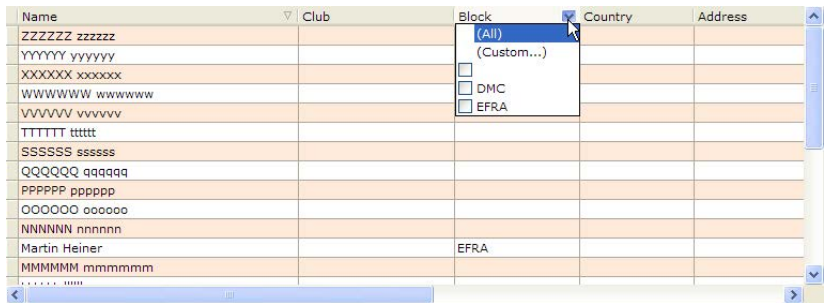 Name Club Block Country Address
(All)
(Custom...)
DMC
EFRA
ZZZZZZ zzzzzz
YYYYYY yyyyyy
XXXXXX xxxxxx
WWWWWW wwwwww
VVVVVV vvvvvv
TTTTTT tttttt
SSSSSS ssssss
QQQQQQ qqqqqq
PPPPPP pppppp
OOOOOO oooooo
NNNNNN nnnnnn
Martin Heiner EFRA
MMMMMM mmmmmm